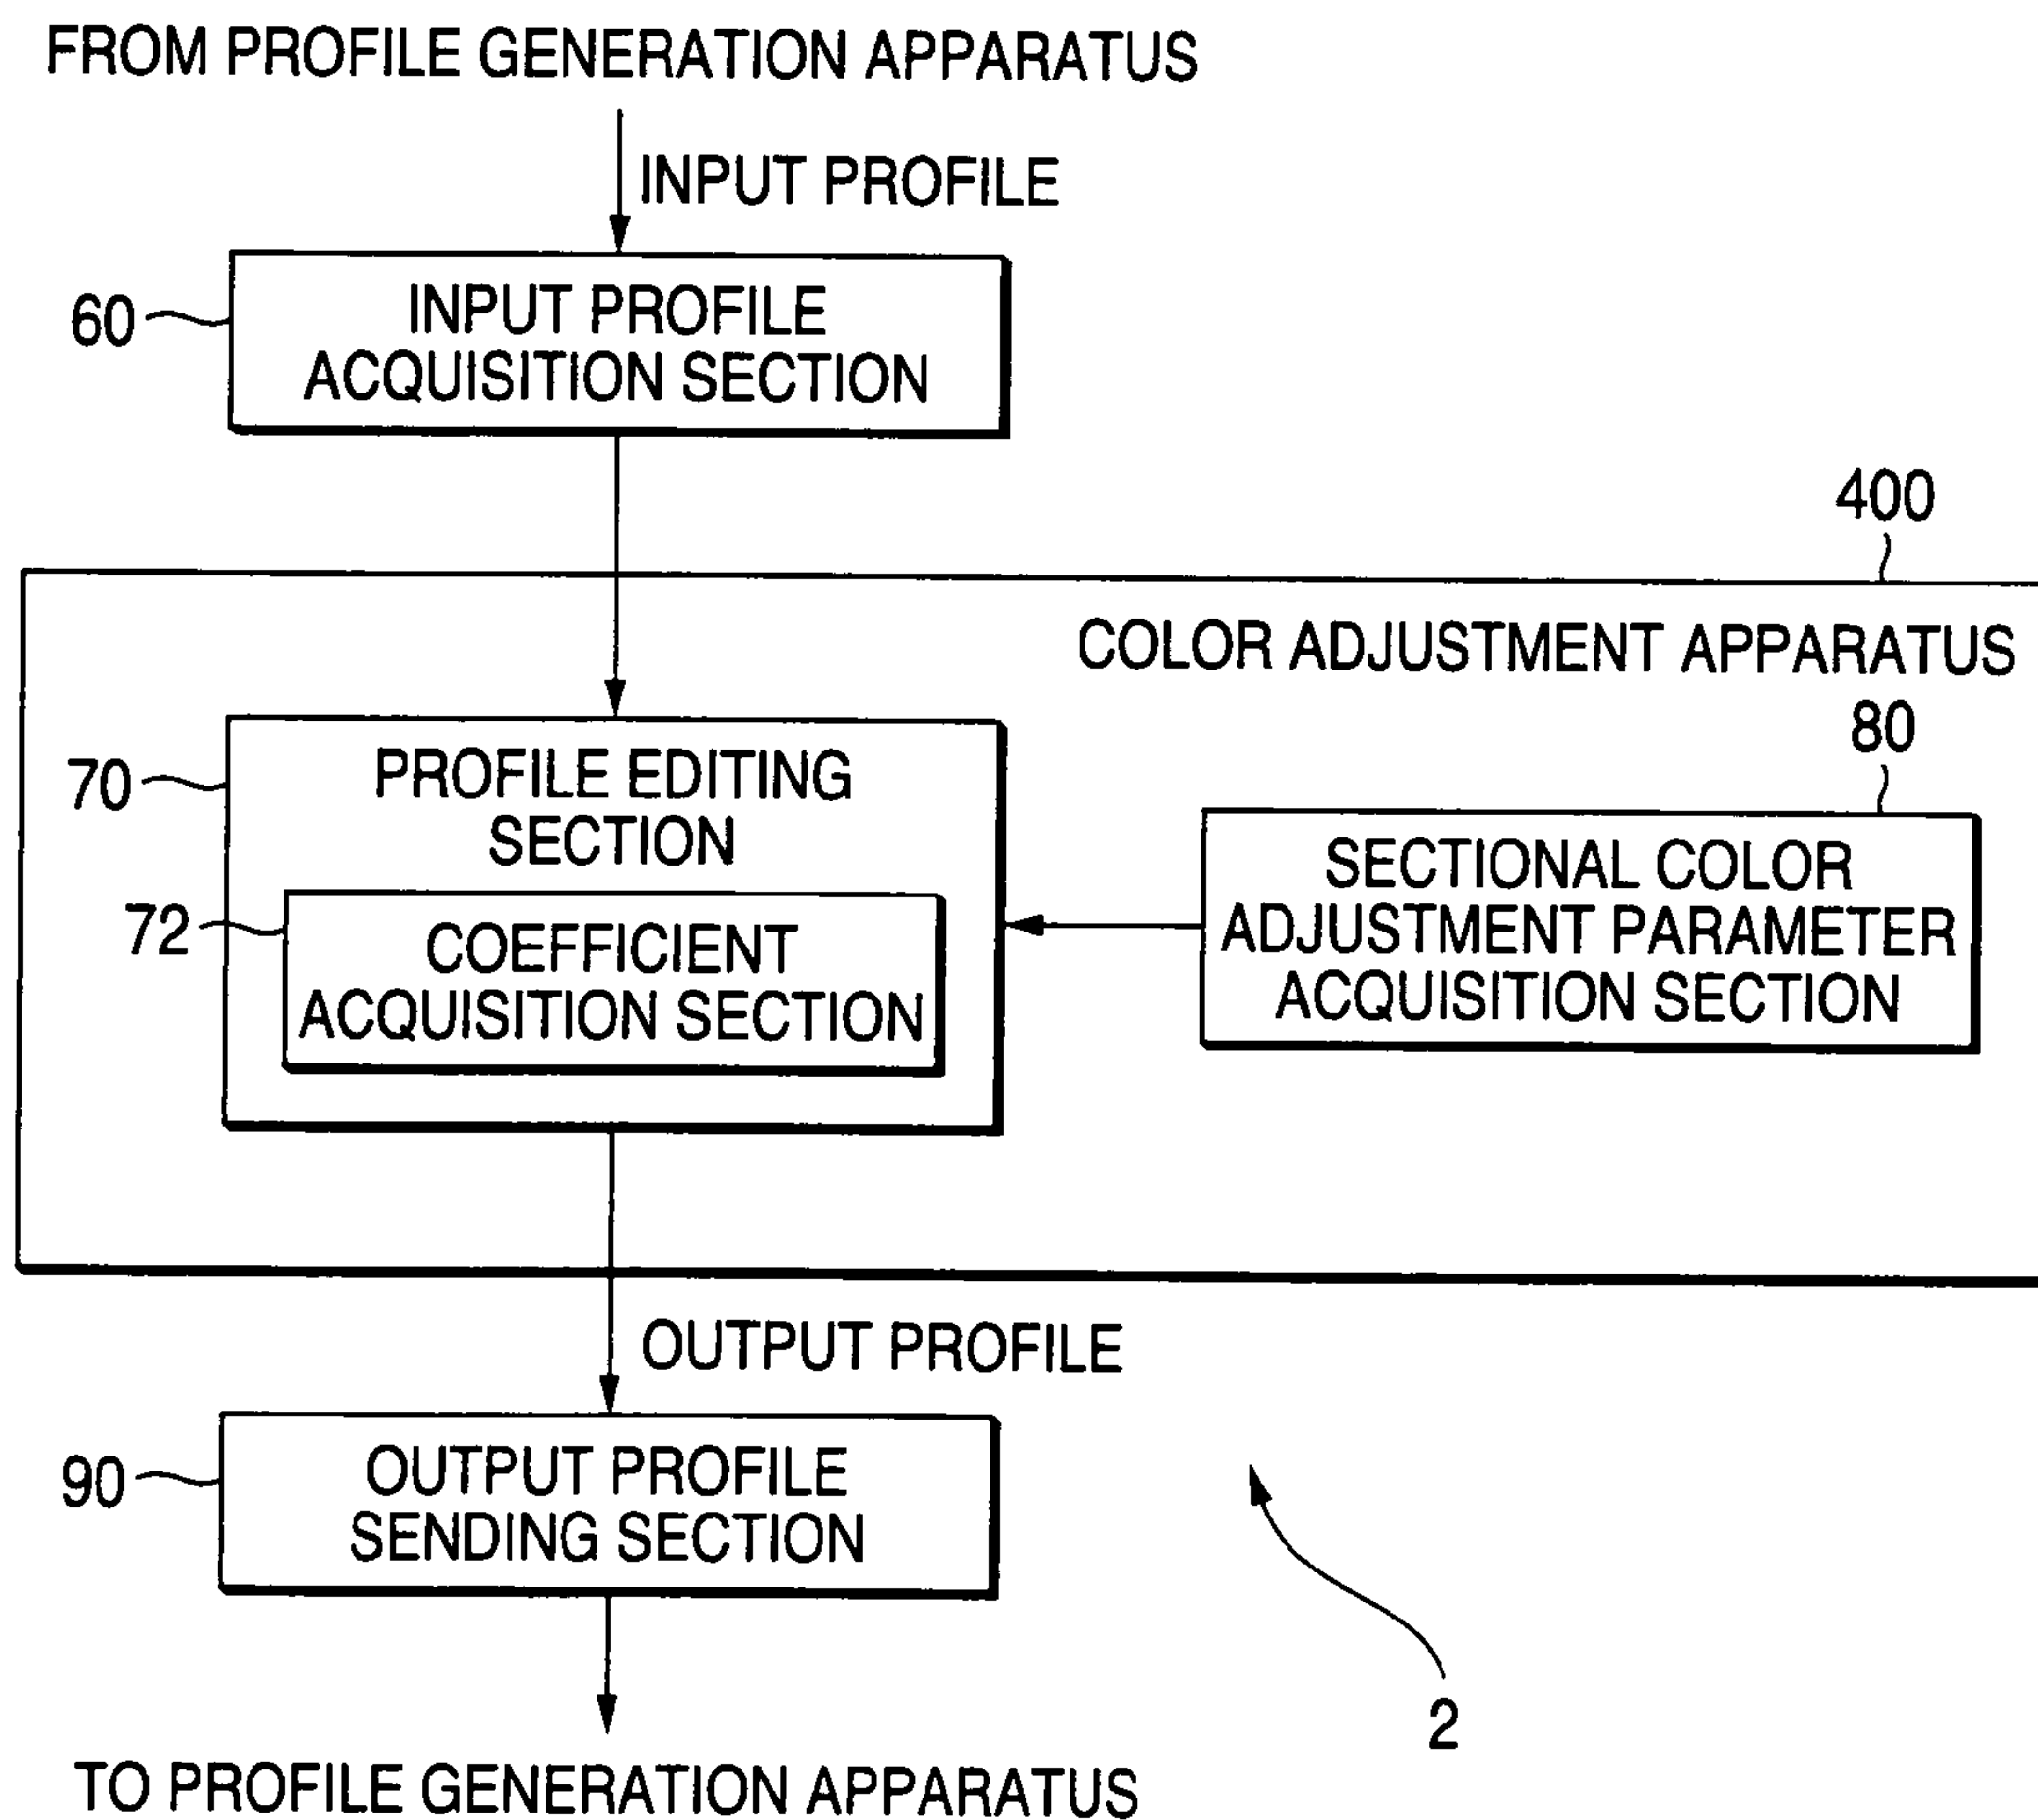 FROM PROFILE GENERATION APPARATUS
INPUT PROFILE
60
INPUT PROFILE
ACQUISITION SECTION
400
COLOR ADJUSTMENT APPARATUS
70
PROFILE EDITING
SECTION
80
SECTIONAL COLOR
ADJUSTMENT PARAMETER
ACQUISITION SECTION
72
COEFFICIENT
ACQUISITION SECTION
OUTPUT PROFILE
90
OUTPUT PROFILE
SENDING SECTION
2
TO PROFILE GENERATION APPARATUS